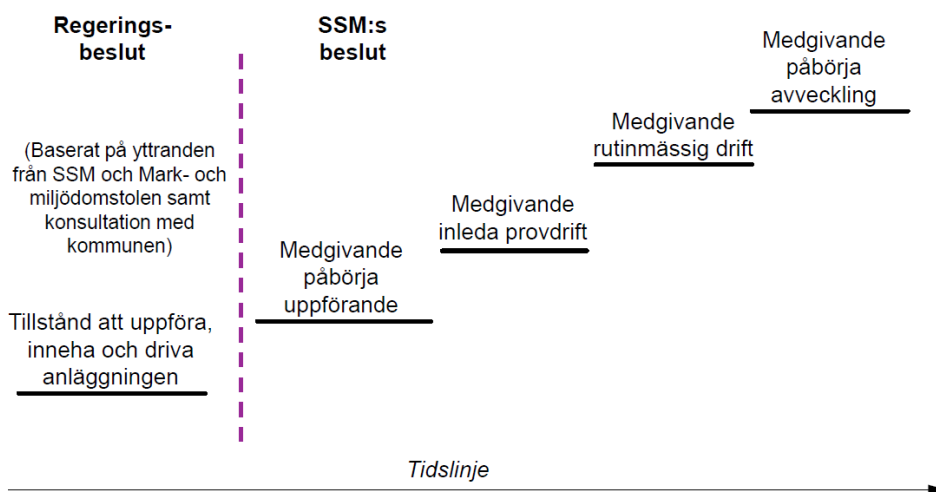 Regerings-
beslut
(Baserat på yttranden
från SSM och Mark- och
miljödomstolen samt
konsultation med
kommunen)
Tillstånd att uppföra,
inneha och driva
anläggningen
SSM:s
beslut
Medgivande
påbörja
uppförande
Medgivande
inleda provdrift
Medgivande
rutinmässig drift
Medgivande
påbörja
avveckling
Tidslinje